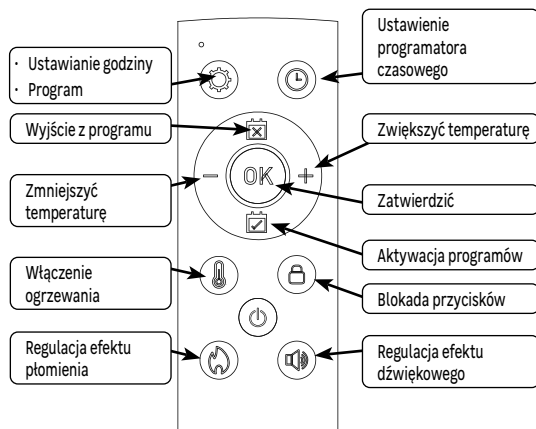 Ustawienie
programatora
czasowego
· Ustawianie godziny
· Program
Wyjście z programu
Zwiększyć temperaturę
OK
Zmniejszyć
temperaturę
Zatwierdzić
Aktywacja programów
Włączenie
ogrzewania
Blokada przycisków
Regulacja efektu
płomienia
Regulacja efektu
dźwiękowego